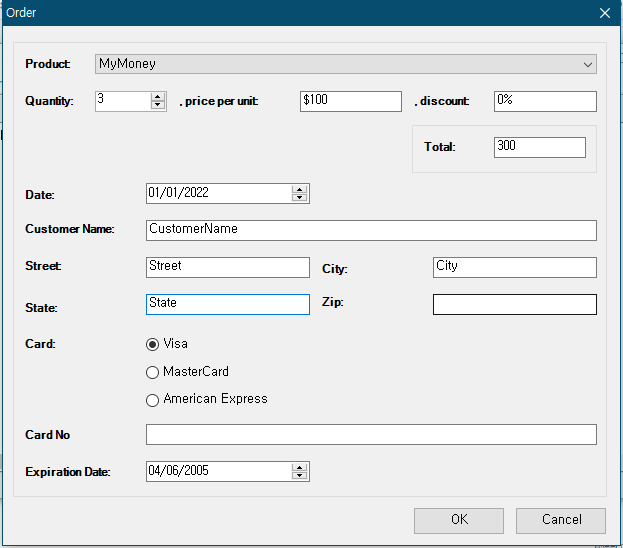 Order
Product: MyMoney
Quantity: 3 , price per unit: $100 , discount: 0%
Total: 300
Date: 01/01/2022
Customer Name: CustomerName
Street: Street City: City
State: State Zip:
Card: Visa
MasterCard
American Express
Card No
Expiration Date: 04/06/2005
OK Cancel